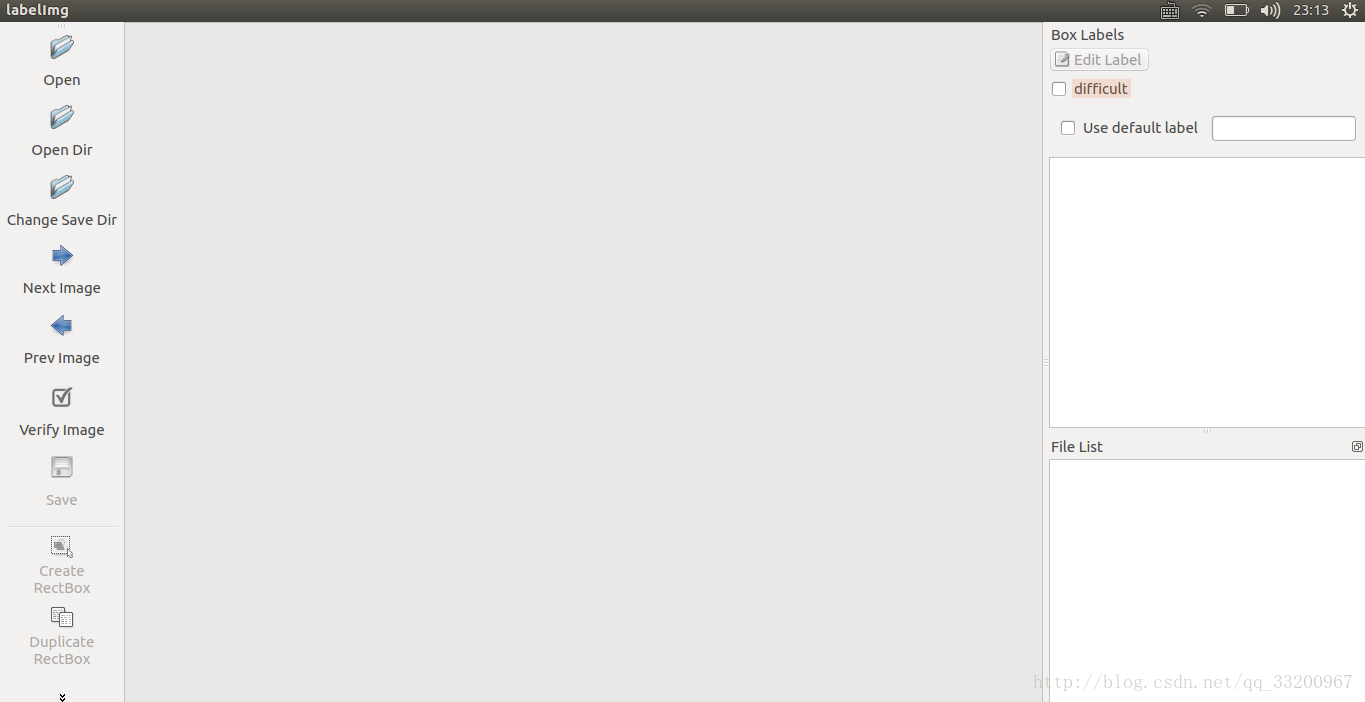 labelImg
23:13
Open
Open Dir
Change Save Dir
Next Image
Prev Image
Verify Image
Save
Create
RectBox
Duplicate
RectBox
Box Labels
Edit Label
difficult
Use default label
File List
http://blog.csdn.net/qq_33200967